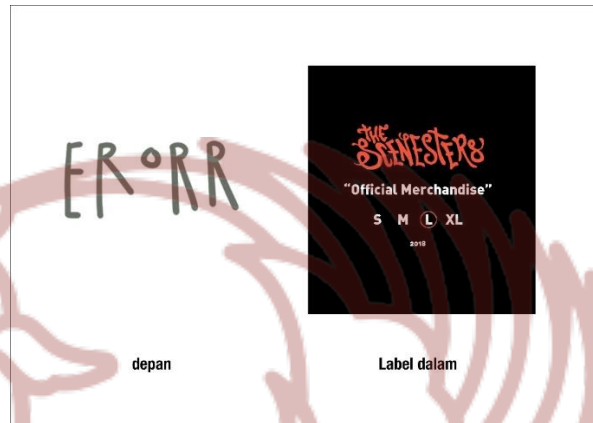 ERORR
THE
SCENESTERS
“Official Merchandise”
S M L XL
2018
depan
Label dalam